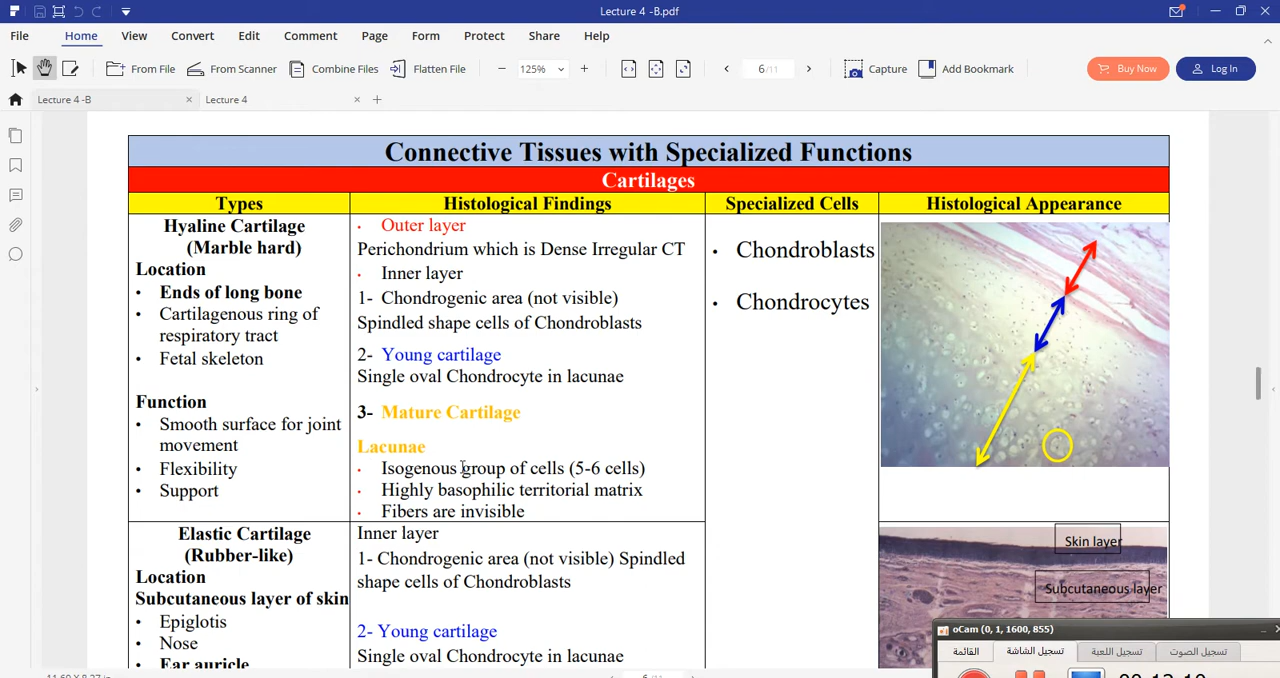 Lecture 4 -B.pdf
File Home View Convert Edit Comment Page Form Protect Share Help
From File From Scanner Combine Files Flatten File 125% 6 /11 Capture Add Bookmark Buy Now Log In
Lecture 4 -B Lecture 4
Connective Tissues with Specialized Functions
Cartilages
Types Histological Findings Specialized Cells Histological Appearance
Hyaline Cartilage
(Marble hard)
Location
• Ends of long bone
• Cartilagenous ring of
respiratory tract
• Fetal skeleton
Function
• Smooth surface for joint
movement
• Flexibility
• Support
• Outer layer
Perichondrium which is Dense Irregular CT
• Inner layer
1- Chondrogenic area (not visible)
Spindled shape cells of Chondroblasts
2- Young cartilage
Single oval Chondrocyte in lacunae
3- Mature Cartilage
Lacunae
• Isogenous group of cells (5-6 cells)
• Highly basophilic territorial matrix
• Fibers are invisible
• Chondroblasts
• Chondrocytes
Elastic Cartilage
(Rubber-like)
Location
Subcutaneous layer of skin
• Epiglotis
• Nose
• Ear auricle
Inner layer
1- Chondrogenic area (not visible) Spindled
shape cells of Chondroblasts
2- Young cartilage
Single oval Chondrocyte in lacunae
Skin layer
Subcutaneous layer
oCam (0, 1, 1600, 855)
القائمة تسجيل الشاشة تسجيل اللعبة تسجيل الصوت